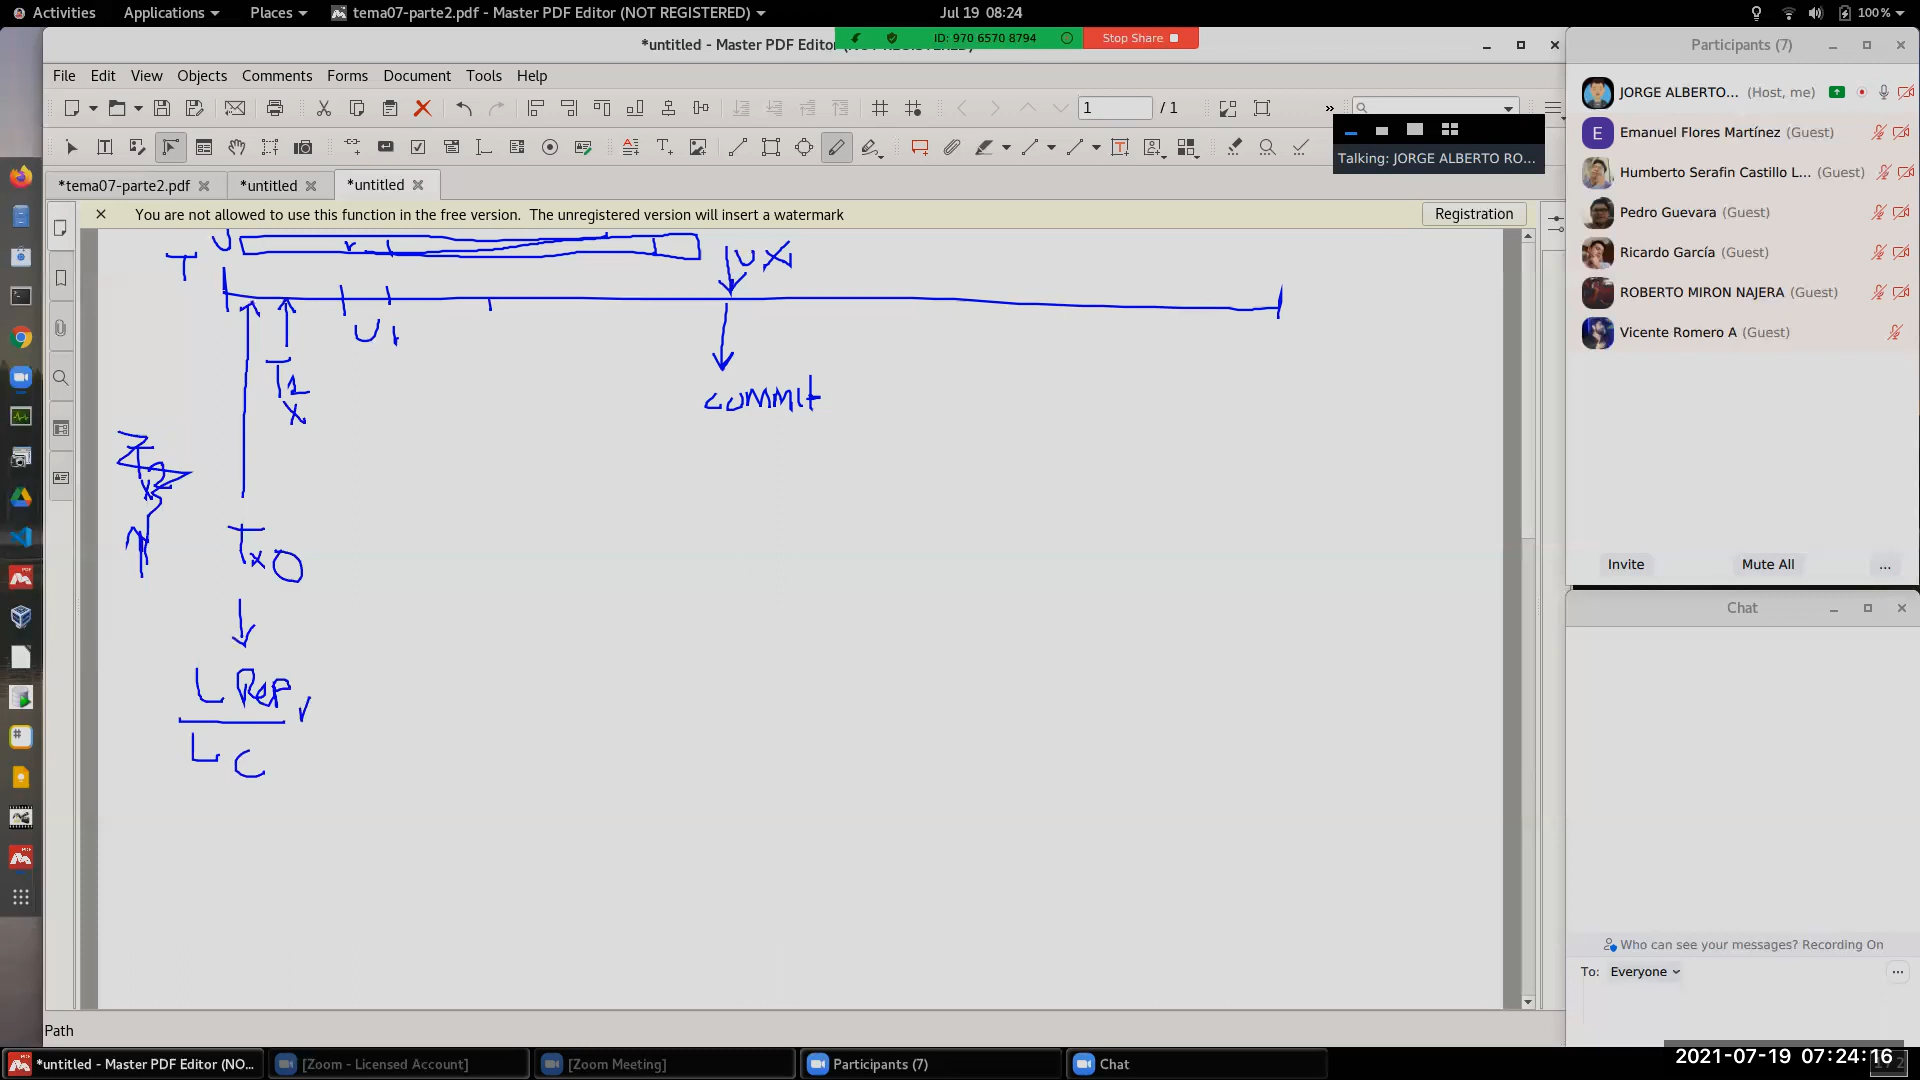 Activities Applications Places tema07-parte2.pdf - Master PDF Editor (NOT REGISTERED) Jul 19 08:24 100%
*untitled - Master PDF Editor
ID: 970 6570 8794 Stop Share
File Edit View Objects Comments Forms Document Tools Help
1 / 1
Talking: JORGE ALBERTO RO...
*tema07-parte2.pdf *untitled *untitled
You are not allowed to use this function in the free version. The unregistered version will insert a watermark Registration
T
UX
U1
T1
X
commit
Tx0
L Rep
L C
Path
Participants (7)
JORGE ALBERTO... (Host, me)
E Emanuel Flores Martínez (Guest)
Humberto Serafin Castillo L... (Guest)
Pedro Guevara (Guest)
Ricardo García (Guest)
ROBERTO MIRON NAJERA (Guest)
Vicente Romero A (Guest)
Invite Mute All ...
Chat
Who can see your messages? Recording On
To: Everyone
*untitled - Master PDF Editor (NO... [Zoom - Licensed Account] [Zoom Meeting] Participants (7) Chat
2021-07-19 07:24:16